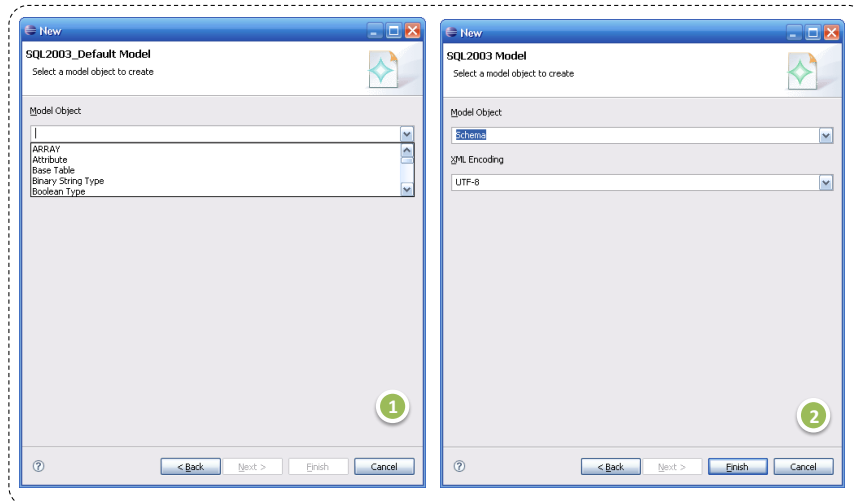 New
SQL2003_Default Model
Select a model object to create
Model Object
ARRAY
Attribute
Base Table
Binary String Type
Boolean Type
1
?
< Back
Next >
Finish
Cancel
New
SQL2003 Model
Select a model object to create
Model Object
Schema
XML Encoding
UTF-8
2
?
< Back
Next >
Finish
Cancel